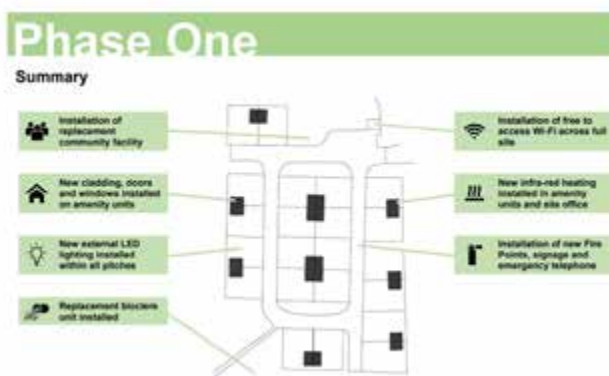 Phase One
Summary
Installation of
replacement
community facility
New cladding, doors
and windows installed
on amenity units
New external LED
lighting installed
within all pitches
Replacement
unit installed
Installation of free to
access Wi-Fi across full
site
New infra-red heating
installed in amenity
units and site office
Installation of new Fire
Points, signage and
emergency telephone